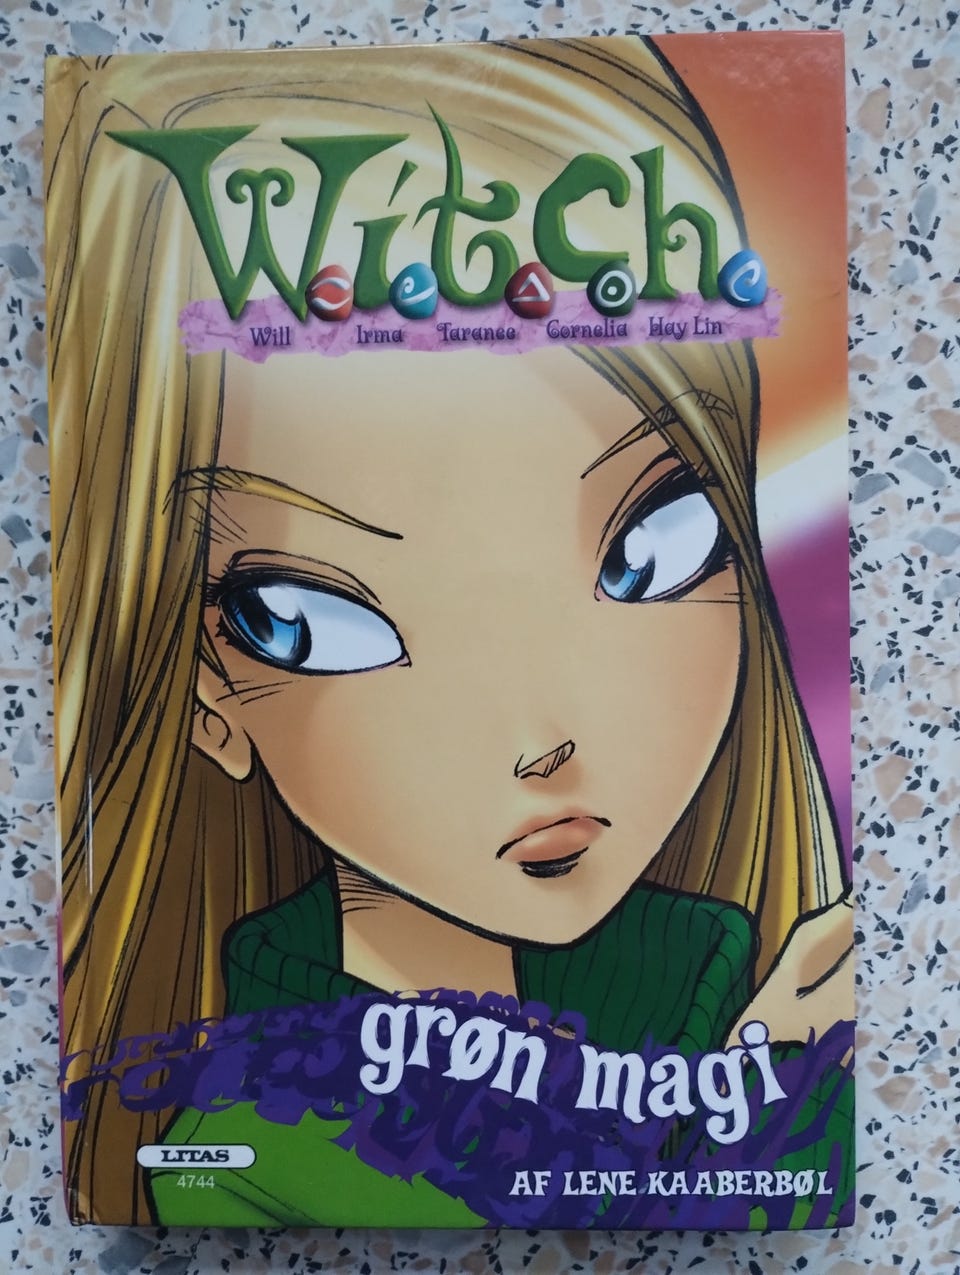 W.i.t.c.h.
Will Irma Taranee Cornelia Hay Lin
grøn magi
LITAS
4744
AF LENE KAABERBØL